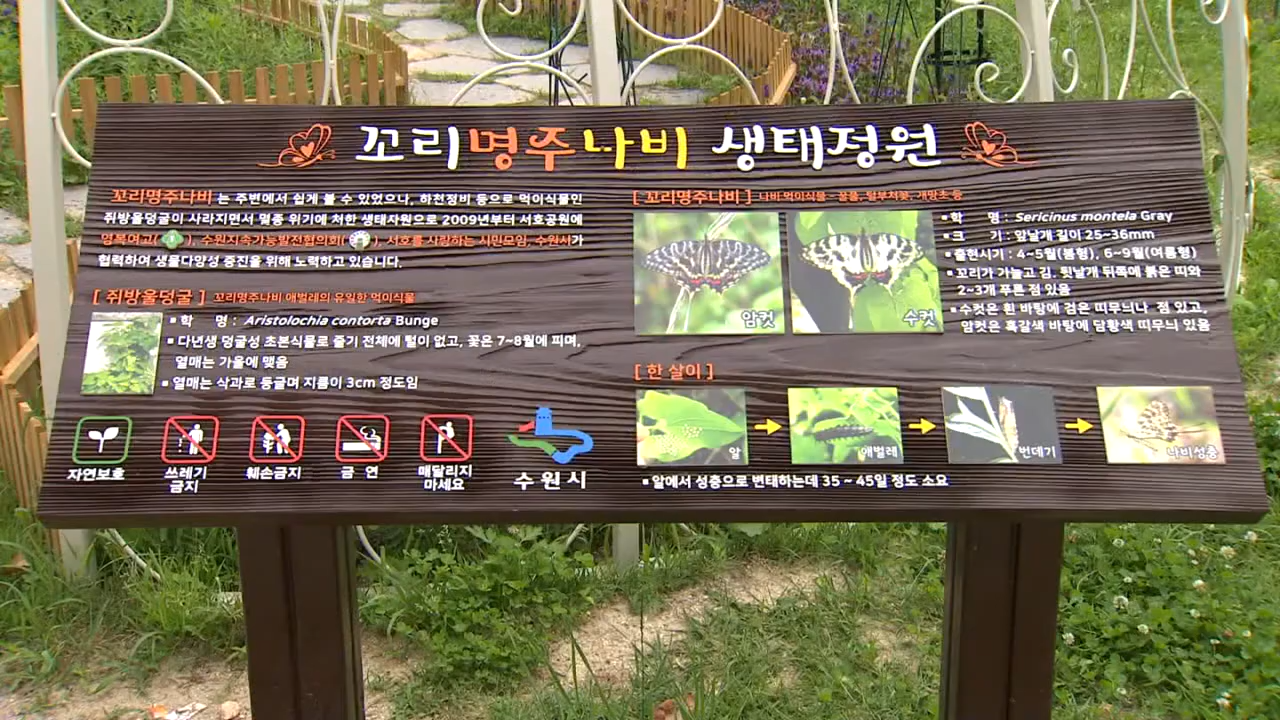 꼬리명주나비 생태정원
꼬리명주나비는 주변에서 쉽게 볼 수 있었으나, 하천정비 등으로 먹이식물인
쥐방울덩굴이 사라지면서 멸종 위기에 처한 생태자원으로 2009년부터 서호공원에
영복여고( ), 수원지속가능발전협의회( ), 서호를 사랑하는 시민모임, 수원시가
협력하여 생물다양성 증진을 위해 노력하고 있습니다.
[ 쥐방울덩굴 ] 꼬리명주나비 애벌레의 유일한 먹이식물
▪ 학 명 : Aristolochia contorta Bunge
▪ 다년생 덩굴성 초본식물로 줄기 전체에 털이 없고, 꽃은 7~8월에 피며,
열매는 가을에 맺음
▪ 열매는 삭과로 둥글며 지름이 3cm 정도임
자연보호
쓰레기
금지
훼손금지
금 연
매달리지
마세요
수원시
[ 꼬리명주나비 ] 나비 먹이식물 - 꿀풀, 털부처꽃, 개망초 등
암컷
수컷
▪ 학 명 : Sericinus montela Gray
▪ 크 기 : 앞날개 길이 25~36mm
▪ 출현시기 : 4~5월(봄형), 6~9월(여름형)
▪ 꼬리가 가늘고 김, 뒷날개 뒤쪽에 붉은 띠와
2~3개 푸른 점 있음
▪ 수컷은 흰 바탕에 검은 띠무늬나 점 있고,
암컷은 흑갈색 바탕에 담황색 띠무늬 있음
[ 한 살이 ]
알
애벌레
번데기
나비성충
▪ 알에서 성충으로 변태하는데 35 ~ 45일 정도 소요